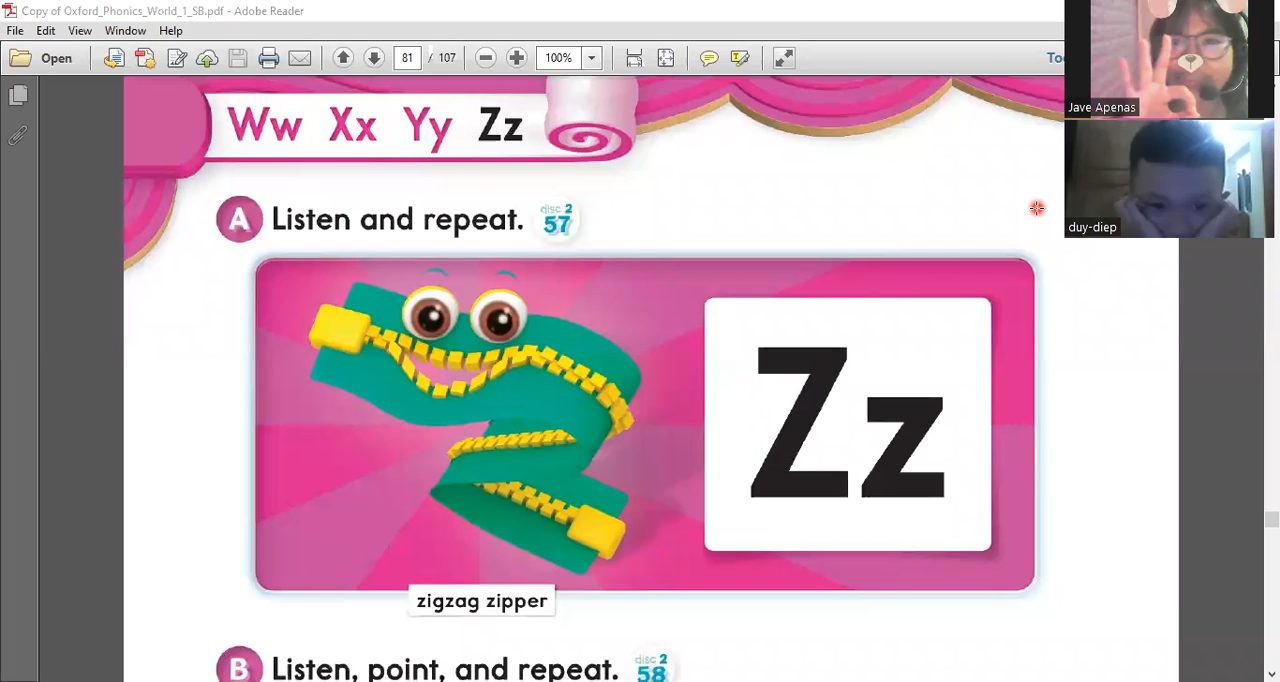 Copy of Oxford_Phonics_World_1_SB.pdf - Adobe Reader
File Edit View Window Help
Open 81 / 107 100%
Jave Apenas
duy-diep
Ww Xx Yy Zz
A Listen and repeat. disc 2 57
Zz
zigzag zipper
B Listen, point, and repeat. disc 2 58